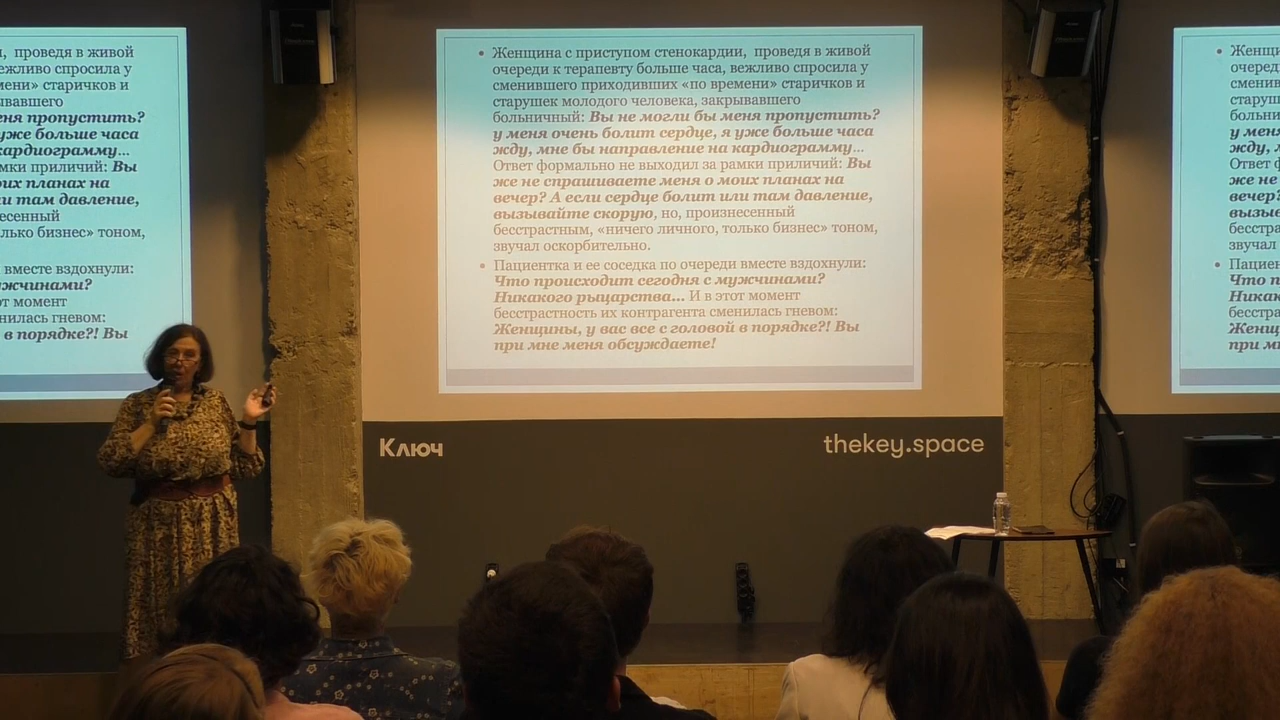 • Женщина с приступом стенокардии, проведя в живой
очереди к терапевту больше часа, вежливо спросила у
сменившего приходивших «по времени» старичков и
старушек молодого человека, закрывавшего
больничный: Вы не могли бы меня пропустить?
у меня очень болит сердце, я уже больше часа
жду, мне бы направление на кардиограмму...
Ответ формально не выходил за рамки приличий: Вы
же не спрашиваете меня о моих планах на
вечер? А если сердце болит или там давление,
вызывайте скорую, но, произнесенный
бесстрастным, «ничего личного, только бизнес» тоном,
звучал оскорбительно.
• Пациентка и ее соседка по очереди вместе вздохнули:
Что происходит сегодня с мужчинами?
Никакого рыцарства... И в этот момент
бесстрастность их контрагента сменилась гневом:
Женщины, у вас все с головой в порядке?! Вы
при мне меня обсуждаете!
Ключ
thekey.space